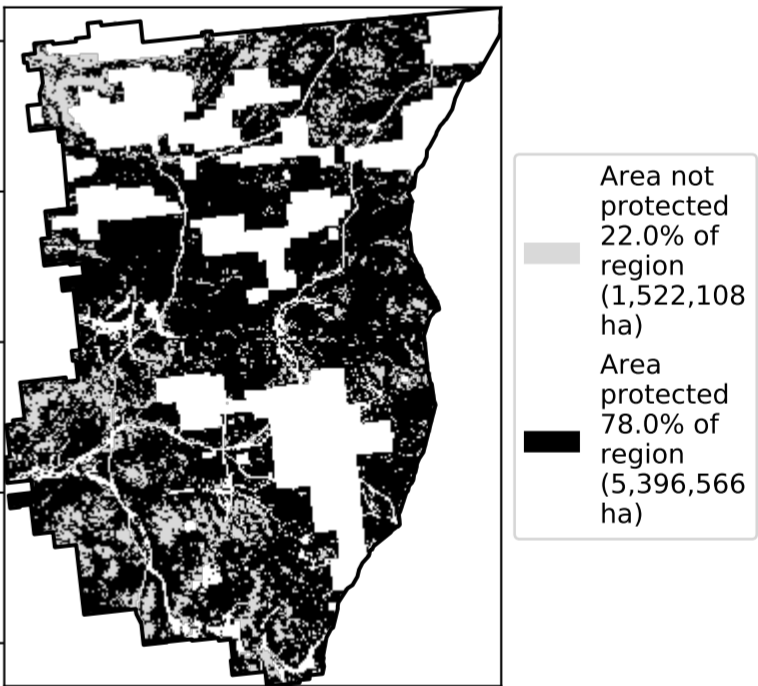 Area not
protected
22.0% of
region
(1,522,108
ha)
Area
protected
78.0% of
region
(5,396,566
ha)